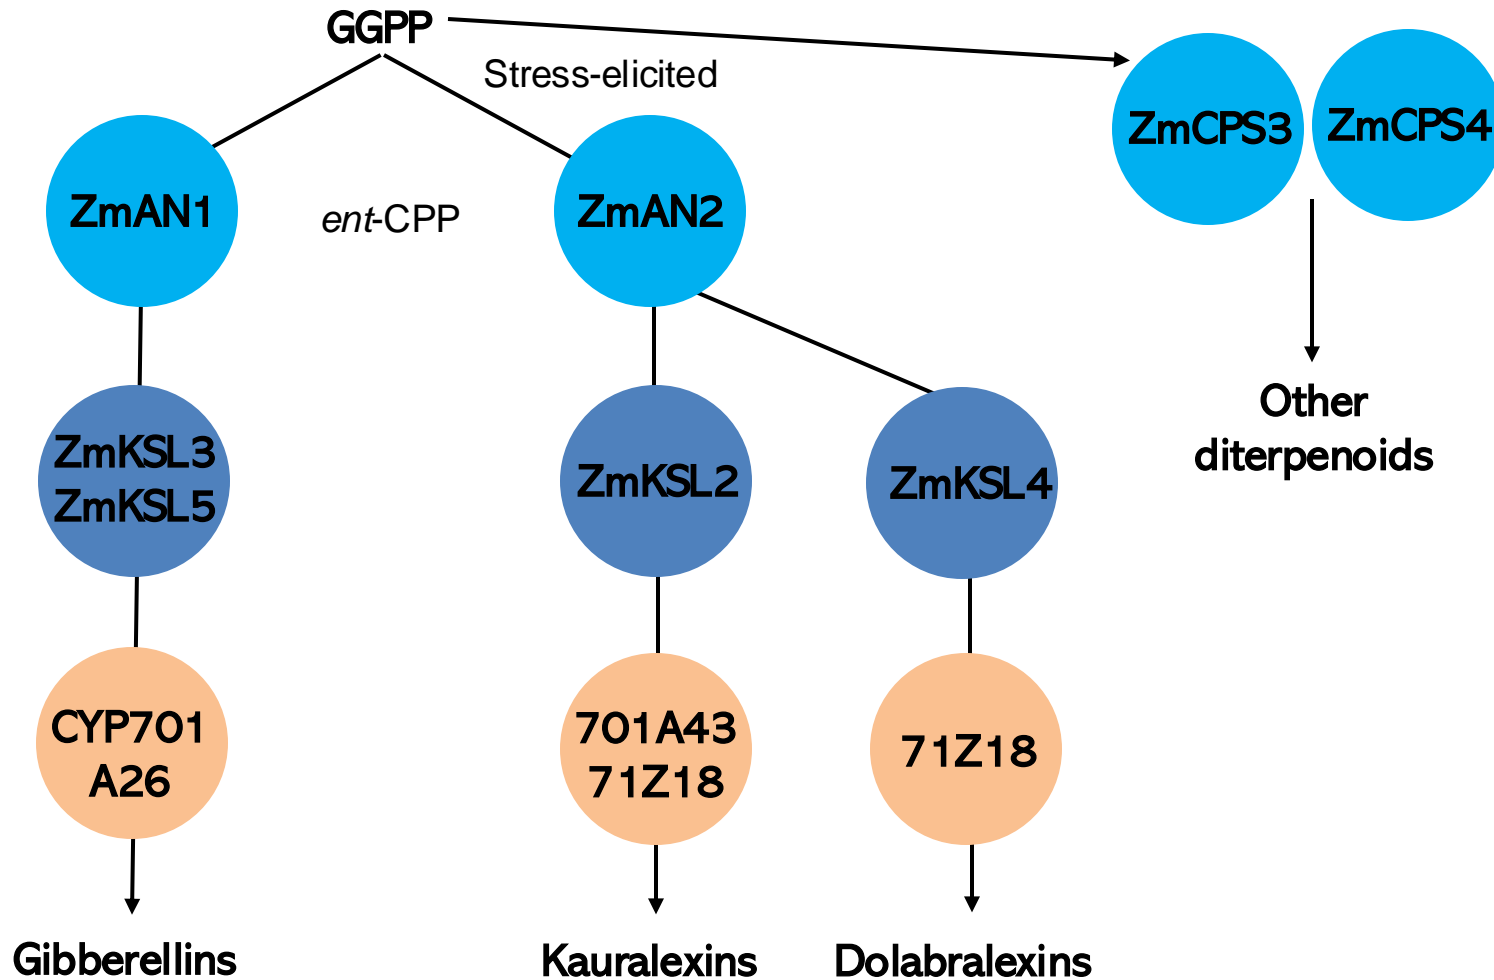 GGPP
Stress-elicited
ZmCPS3
ZmCPS4
ZmAN1
ent-CPP
ZmAN2
Other
diterpenoids
ZmKSL3
ZmKSL5
ZmKSL2
ZmKSL4
CYP701
A26
701A43
71Z18
71Z18
Gibberellins
Kauralexins
Dolabralexins